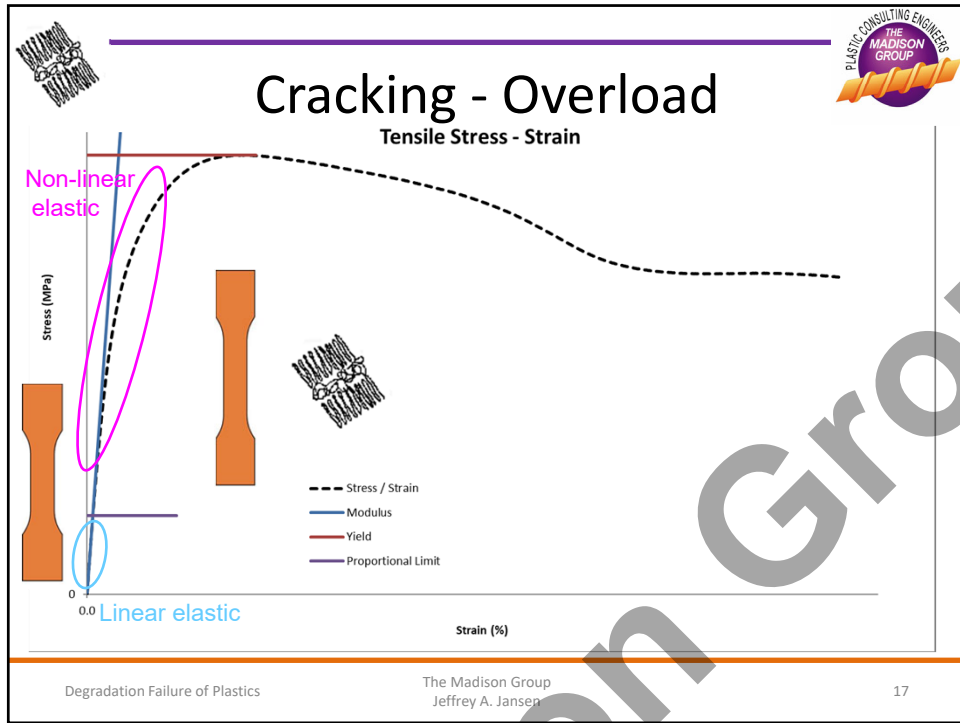 PLASTIC CONSULTING ENGINEERS
THE
MADISON
GROUP
Cracking - Overload
Tensile Stress - Strain
Non-linear
elastic
Stress (MPa)
Stress / Strain
Modulus
Yield
Proportional Limit
0
0.0
Linear elastic
Strain (%)
Degradation Failure of Plastics
The Madison Group
Jeffrey A. Jansen
17
on Gro